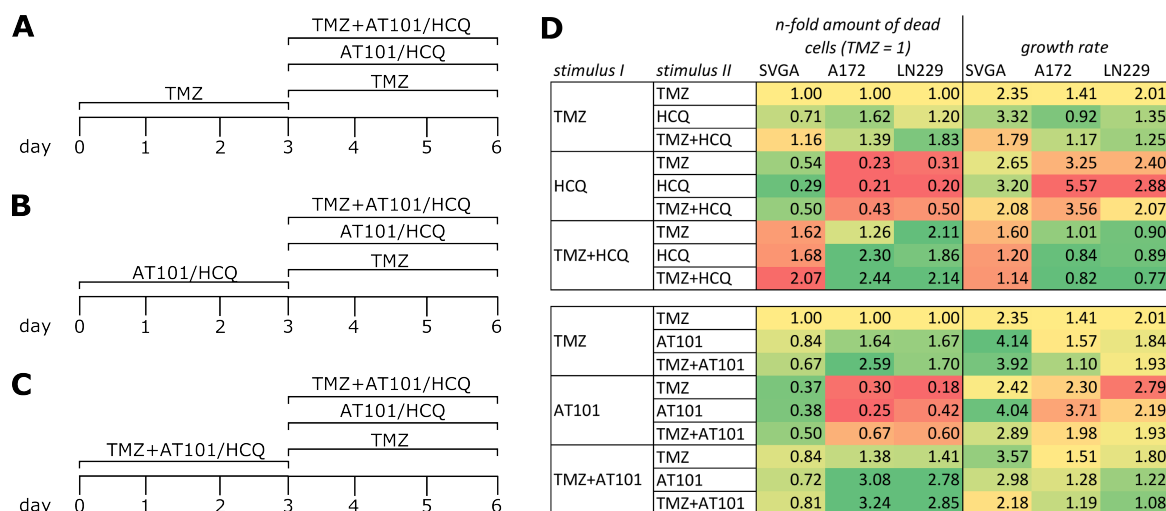 A
TMZ+AT101/HCQ
AT101/HCQ
TMZ
TMZ
day 0 1 2 3 4 5 6
B
TMZ+AT101/HCQ
AT101/HCQ
TMZ
AT101/HCQ
day 0 1 2 3 4 5 6
C
TMZ+AT101/HCQ
AT101/HCQ
TMZ
TMZ+AT101/HCQ
day 0 1 2 3 4 5 6
D
n-fold amount of dead
cells (TMZ = 1) growth rate
stimulus I stimulus II SVGA A172 LN229 SVGA A172 LN229
TMZ 1.00 1.00 1.00 2.35 1.41 2.01
TMZ HCQ 0.71 1.62 1.20 3.32 0.92 1.35
TMZ+HCQ 1.16 1.39 1.83 1.79 1.17 1.25
TMZ 0.54 0.23 0.31 2.65 3.25 2.40
HCQ HCQ 0.29 0.21 0.20 3.20 5.57 2.88
TMZ+HCQ 0.50 0.43 0.50 2.08 3.56 2.07
TMZ 1.62 1.26 2.11 1.60 1.01 0.90
TMZ+HCQ HCQ 1.68 2.30 1.86 1.20 0.84 0.89
TMZ+HCQ 2.07 2.44 2.14 1.14 0.82 0.77
TMZ 1.00 1.00 1.00 2.35 1.41 2.01
TMZ AT101 0.84 1.64 1.67 4.14 1.57 1.84
TMZ+AT101 0.67 2.59 1.70 3.92 1.10 1.93
TMZ 0.37 0.30 0.18 2.42 2.30 2.79
AT101 AT101 0.38 0.25 0.42 4.04 3.71 2.19
TMZ+AT101 0.50 0.67 0.60 2.89 1.98 1.93
TMZ 0.84 1.38 1.41 3.57 1.51 1.80
TMZ+AT101 AT101 0.72 3.08 2.78 2.98 1.28 1.22
TMZ+AT101 0.81 3.24 2.85 2.18 1.19 1.08